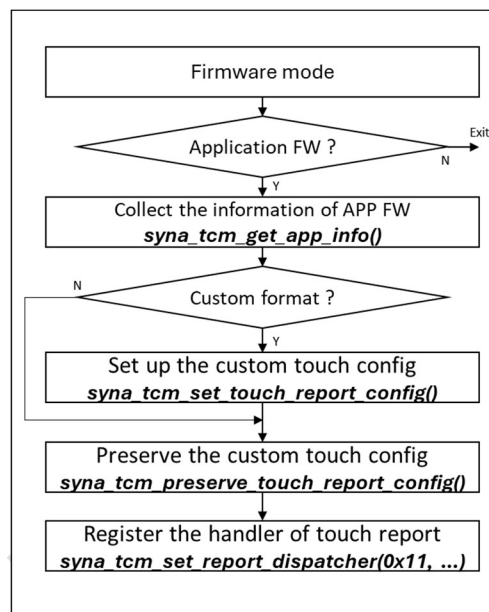 Firmware mode
Application FW ?
Exit
N
Y
Collect the information of APP FW
syna_tcm_get_app_info()
N
Custom format ?
Y
Set up the custom touch config
syna_tcm_set_touch_report_config()
Preserve the custom touch config
syna_tcm_preserve_touch_report_config()
Register the handler of touch report
syna_tcm_set_report_dispatcher(0x11, ...)